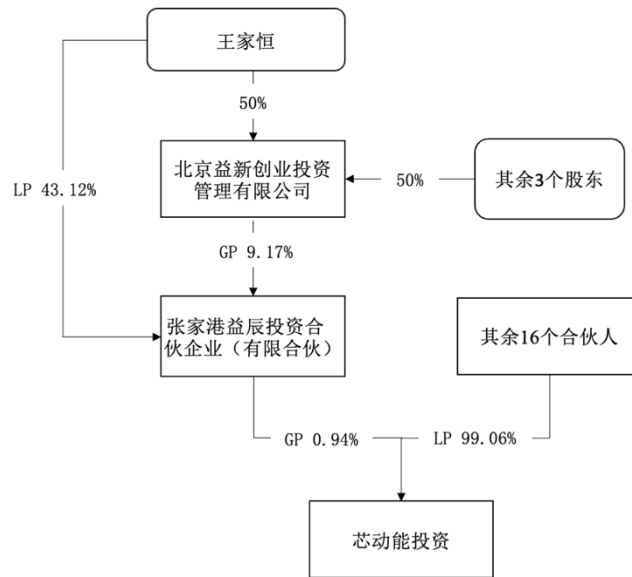 王家恒
50%
北京益新创业投资
管理有限公司
50%
其余3个股东
LP 43.12%
GP 9.17%
张家港益辰投资合
伙企业（有限合伙）
其余16个合伙人
GP 0.94%
LP 99.06%
芯动能投资